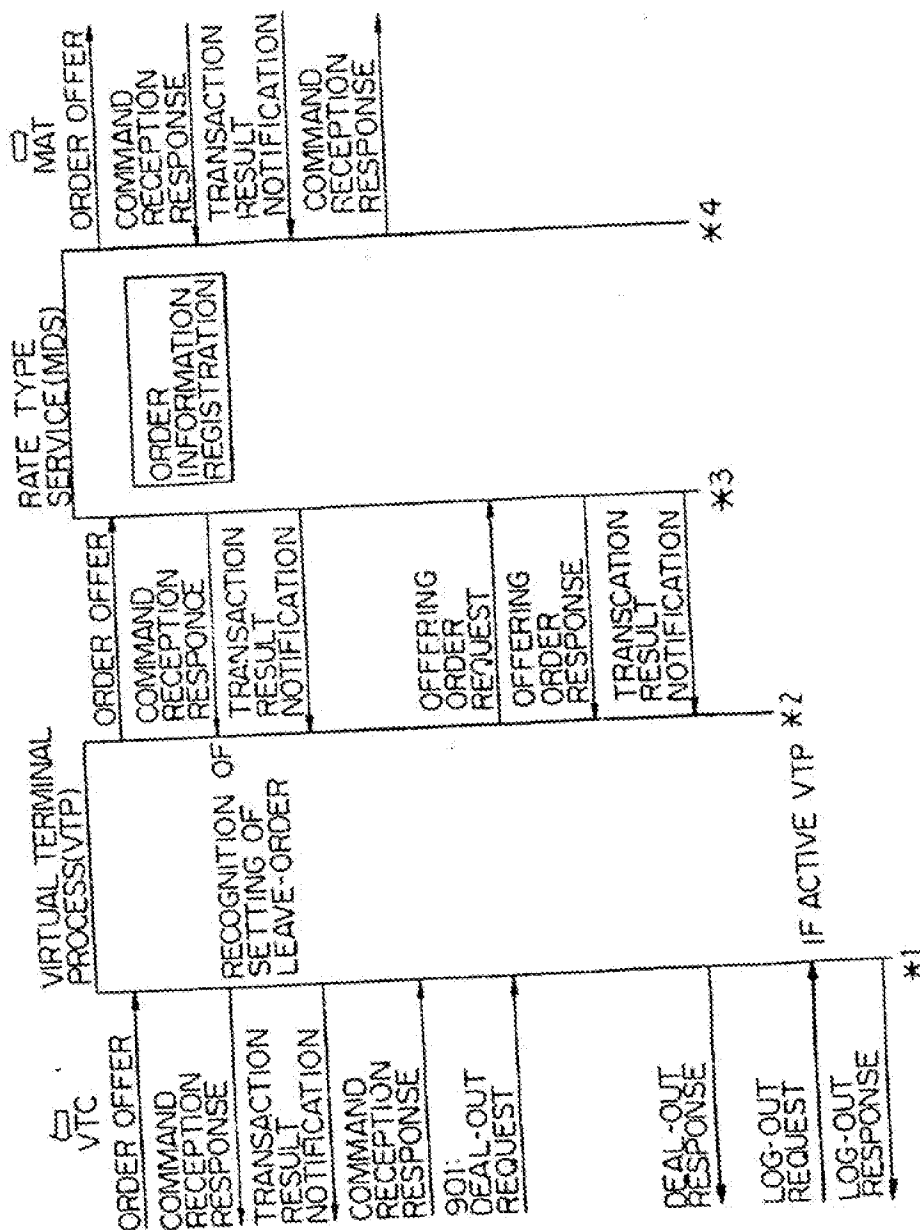 VTC
ORDER OFFER
COMMAND
RECEPTION
RESPONSE
TRANSACTION
RESULT
NOTIFICATION
COMMAND
RECEPTION
RESPONSE
901:
DEAL-OUT
REQUEST
DEAL-OUT
RESPONSE
LOG-OUT
REQUEST
LOG-OUT
RESPONSE
*1
VIRTUAL TERMINAL
PROCESS(VTP)
RECOGNITION OF
SETTING OF
LEAVE-ORDER
IF ACTIVE VTP
*2
ORDER OFFER
COMMAND
RECEPTION
RESPONCE
TRANSACTION
RESULT
NOTIFICATION
OFFERING
ORDER
REQUEST
OFFERING
ORDER
RESPONSE
TRANSCATION
RESULT
NOTIFICATION
*3
RATE TYPE
SERVICE(MDS)
ORDER
INFORMATION
REGISTRATION
*4
MAT
ORDER OFFER
COMMAND
RECEPTION
RESPONSE
TRANSACTION
RESULT
NOTIFICATION
COMMAND
RECEPTION
RESPONSE